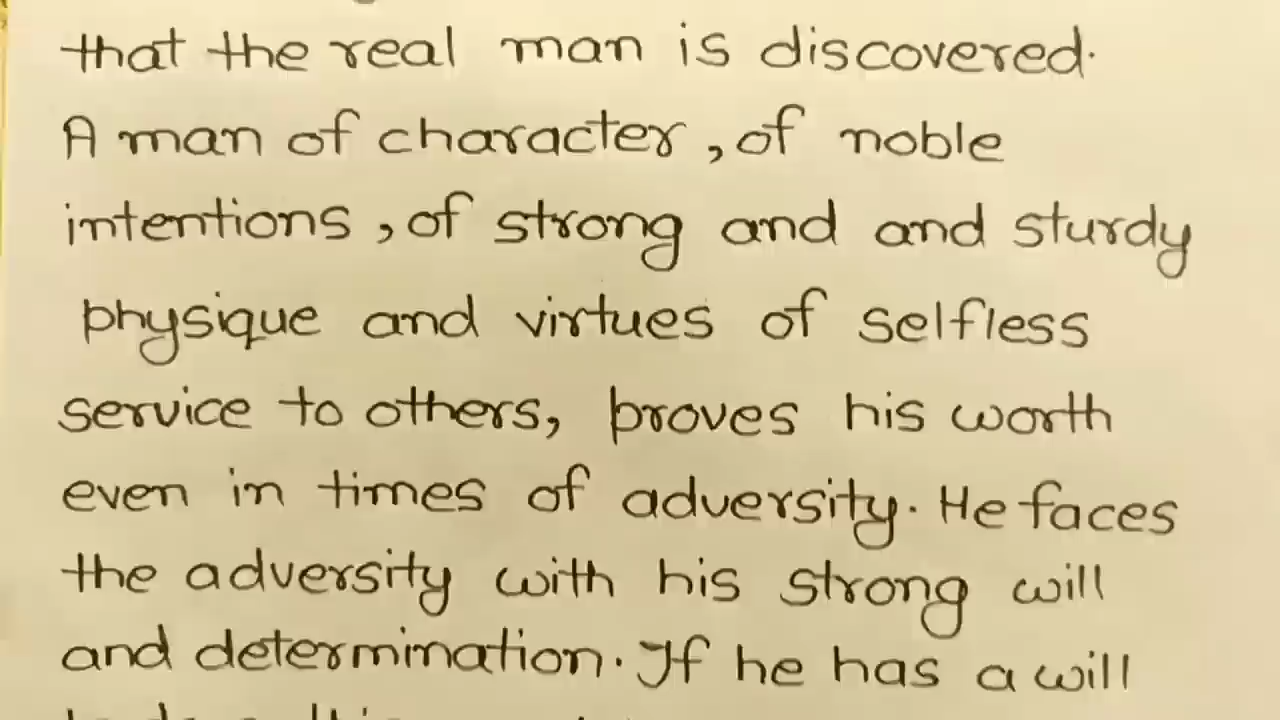 that the real man is discovered.
A man of character, of noble
intentions, of strong and and sturdy
physique and virtues of selfless
service to others, proves his worth
even in times of adversity. He faces
the adversity with his strong will
and determination. If he has a will